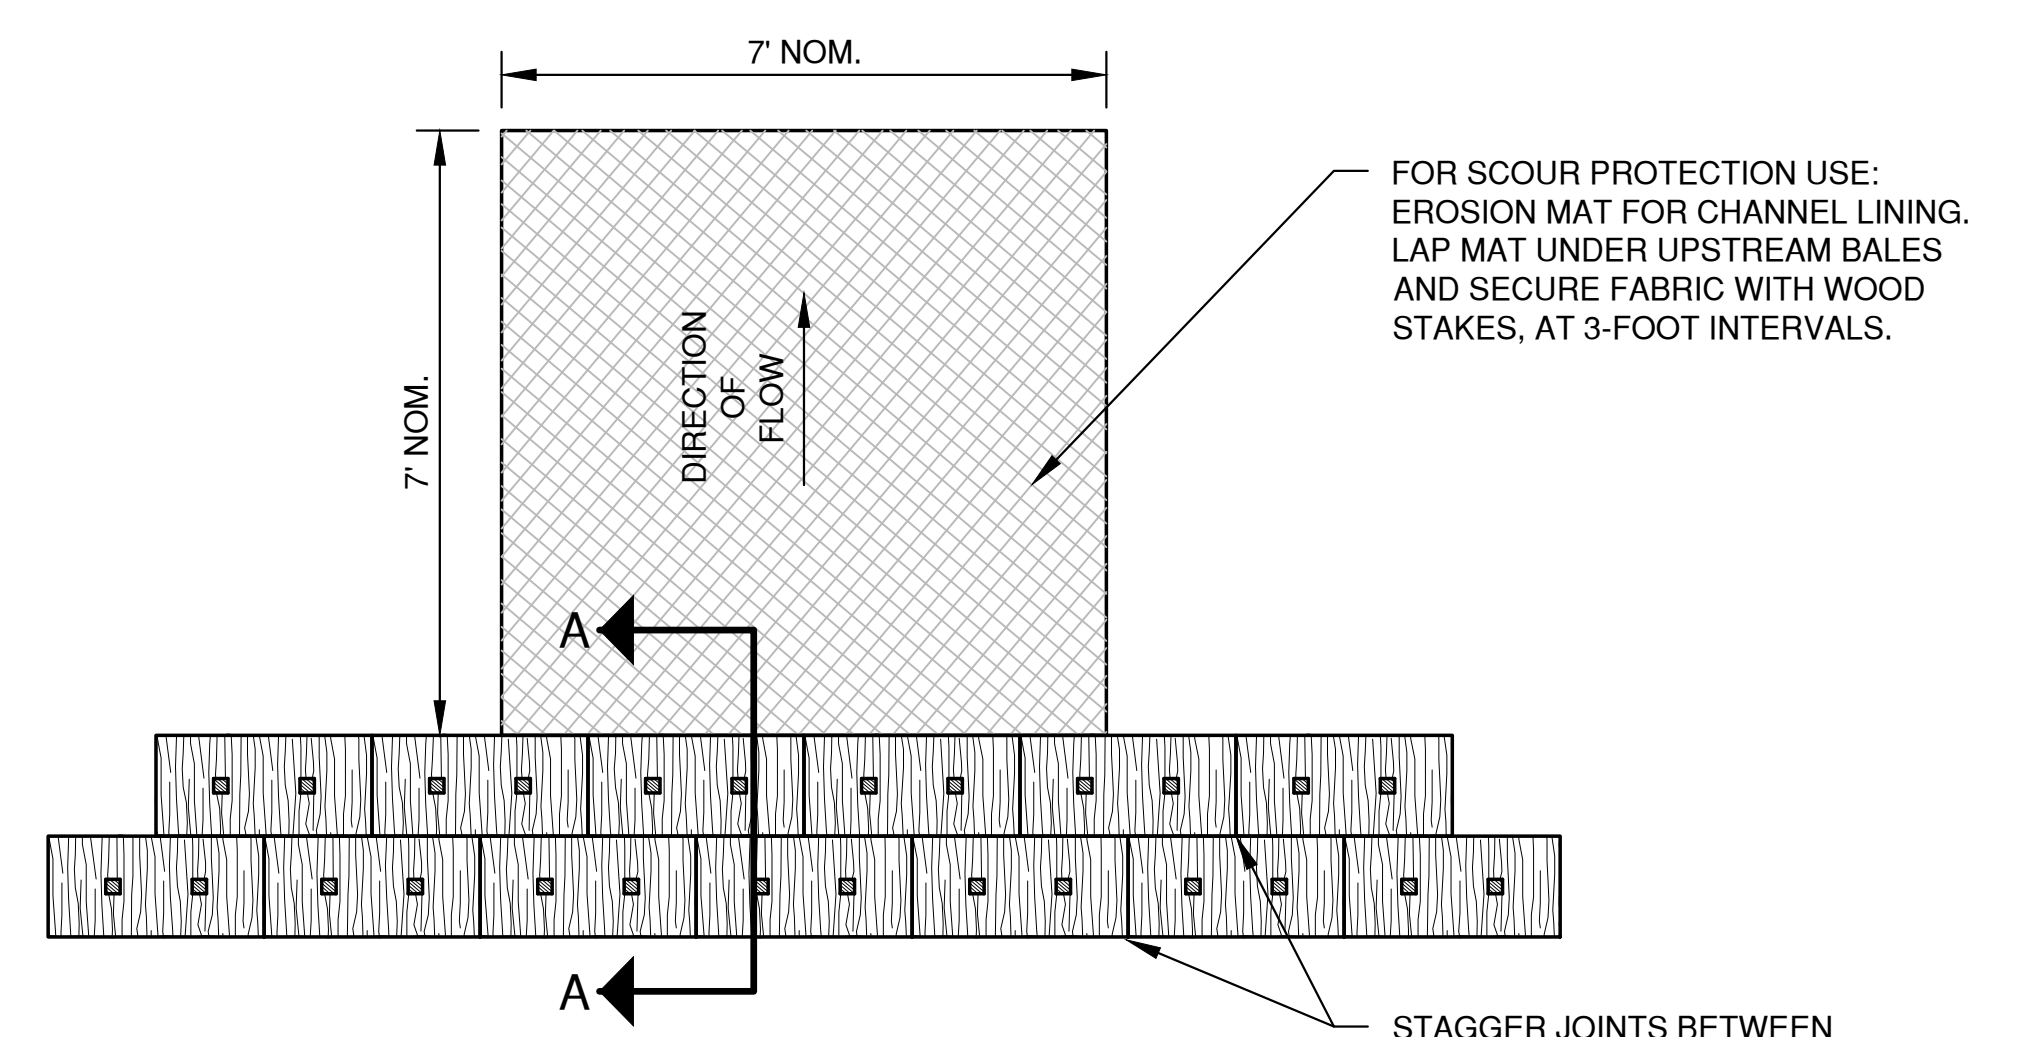 7' NOM.
FOR SCOUR PROTECTION USE:
EROSION MAT FOR CHANNEL LINING.
LAP MAT UNDER UPSTREAM BALES
AND SECURE FABRIC WITH WOOD
STAKES, AT 3-FOOT INTERVALS.
7' NOM.
DIRECTION
OF
FLOW
A
A
STAGGER JOINTS BETWEEN